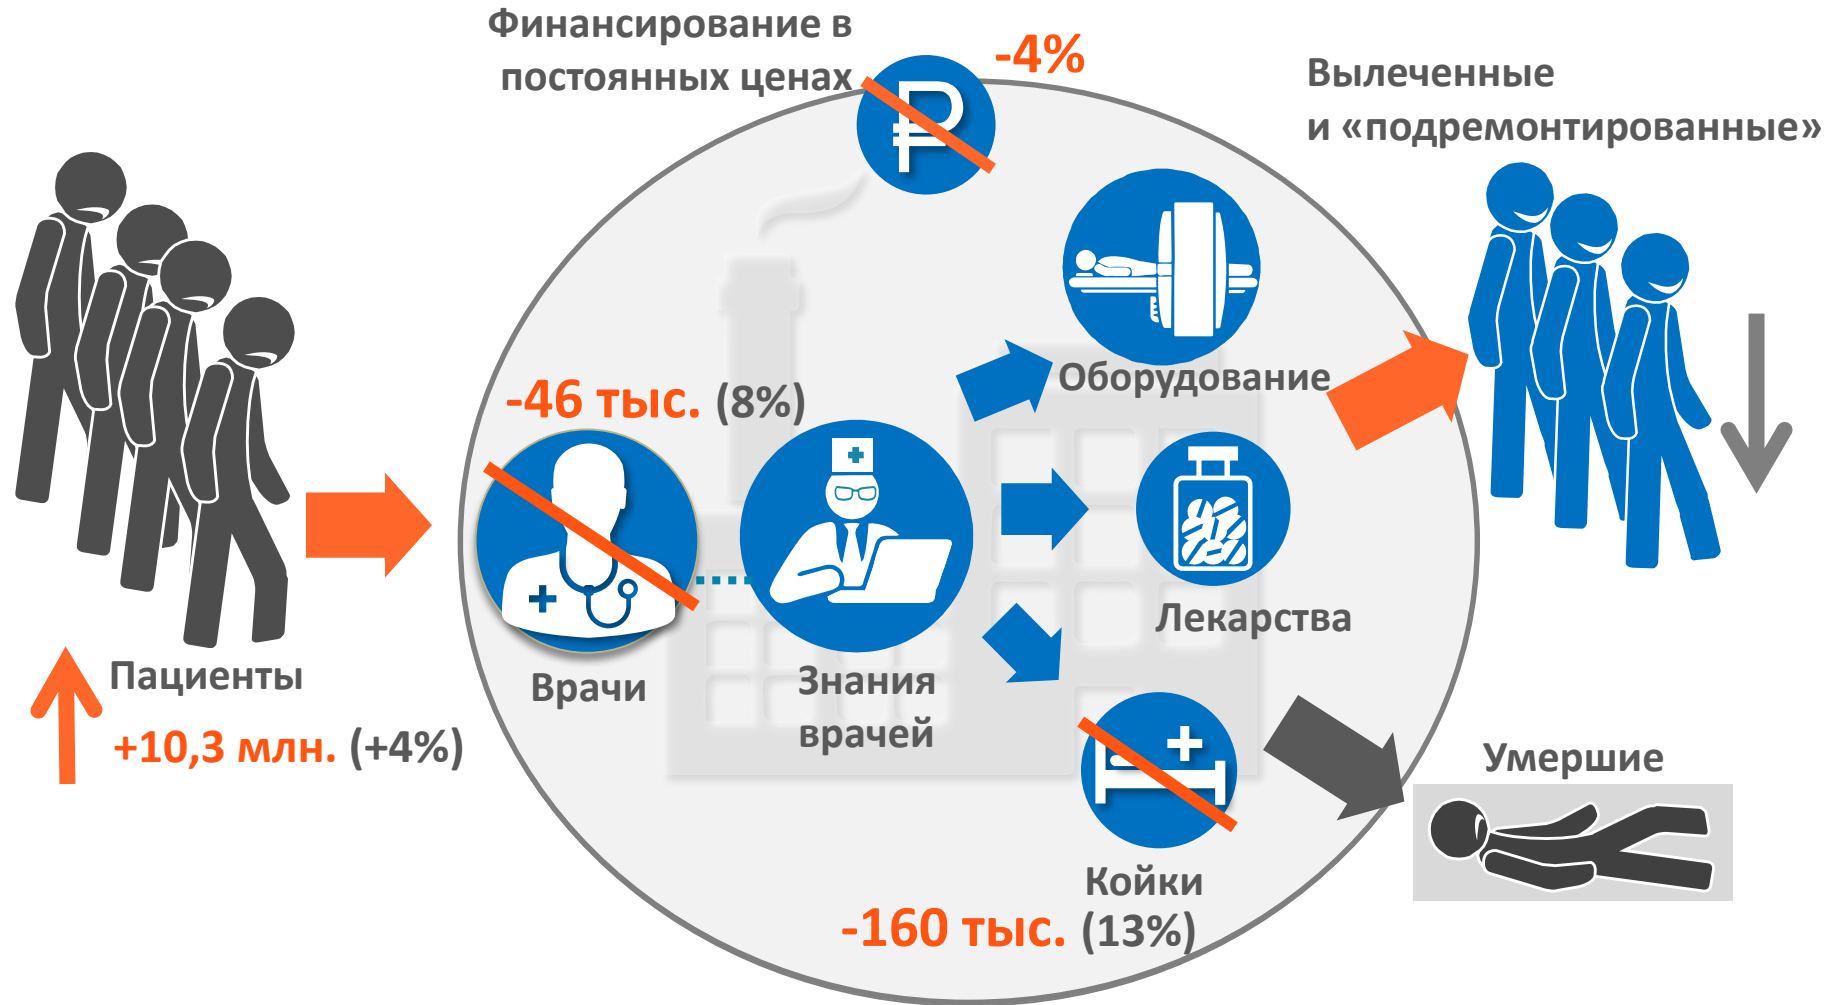 Финансирование в
постоянных ценах
-4%
Вылеченные
и «подремонтированные»
Оборудование
-46 тыс. (8%)
Лекарства
Пациенты
+10,3 млн. (+4%)
Врачи
Знания
врачей
Умершие
Койки
-160 тыс. (13%)